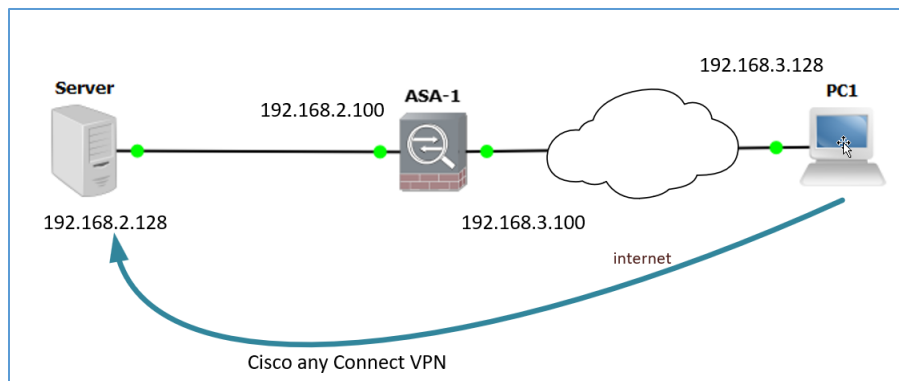 192.168.3.128
Server
ASA-1
PC1
192.168.2.100
192.168.2.128
192.168.3.100
internet
Cisco any Connect VPN